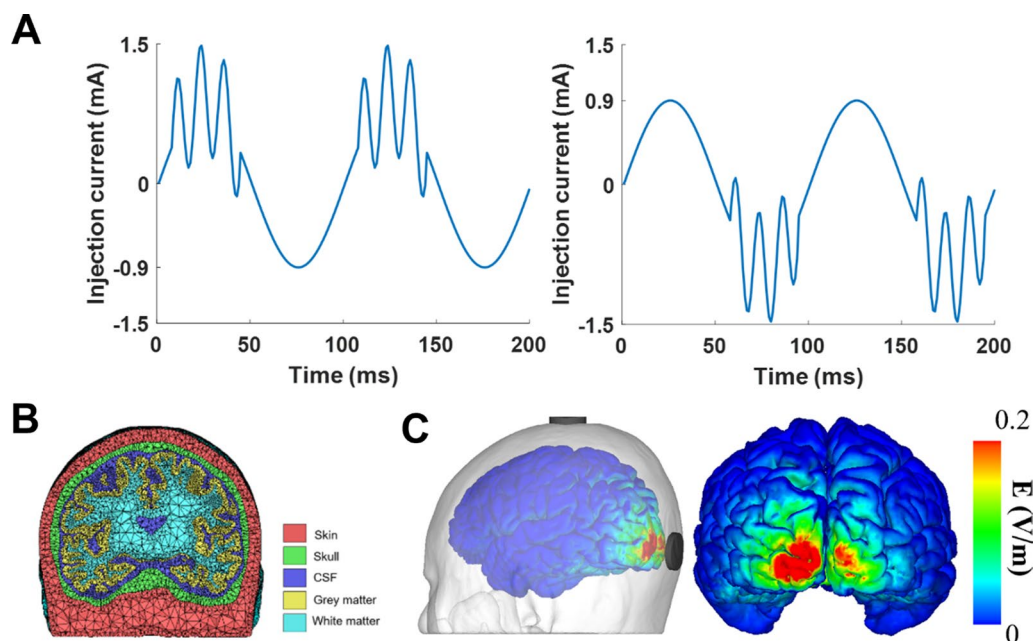 A
Injection current (mA)
1.5
0
-0.9
-1.5
0
50
100
150
200
Time (ms)
Injection current (mA)
1.5
0.9
0
-1.5
0
50
100
150
200
Time (ms)
B
Skin
Skull
CSF
Grey matter
White matter
C
0.2
E (V/m)
0